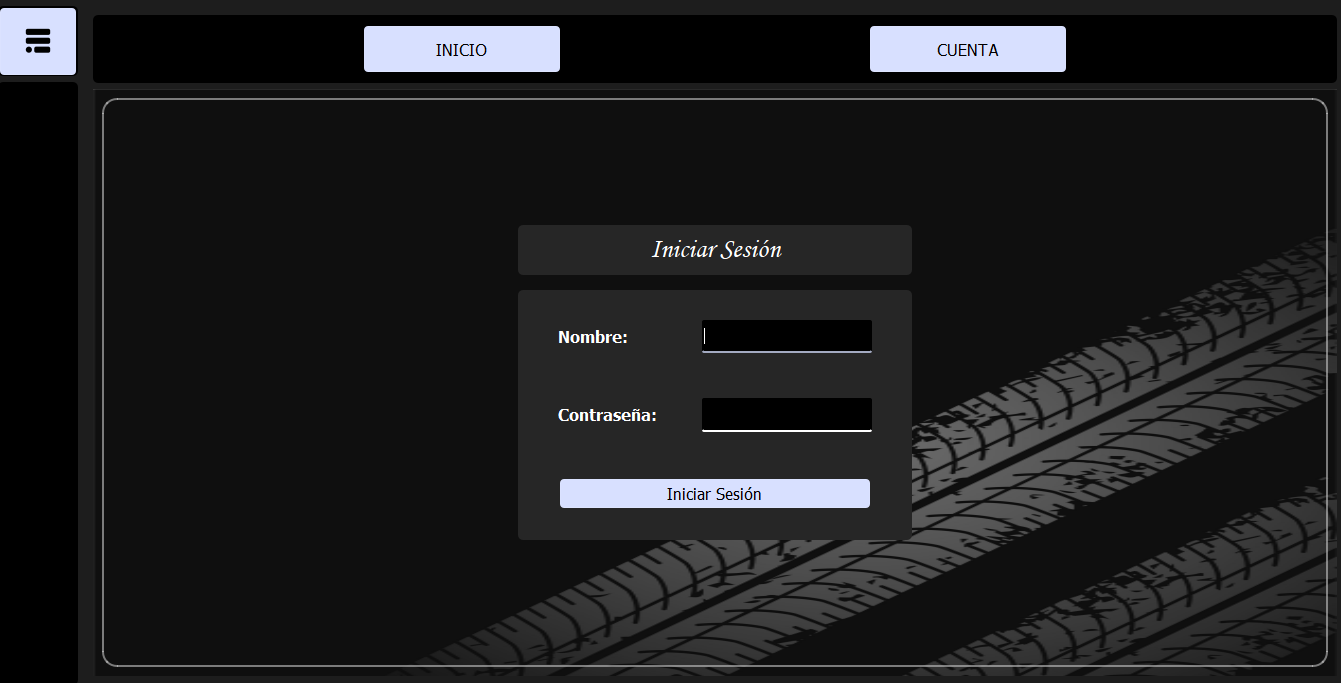 INICIO
CUENTA
Iniciar Sesión
Nombre:
Contraseña:
Iniciar Sesión